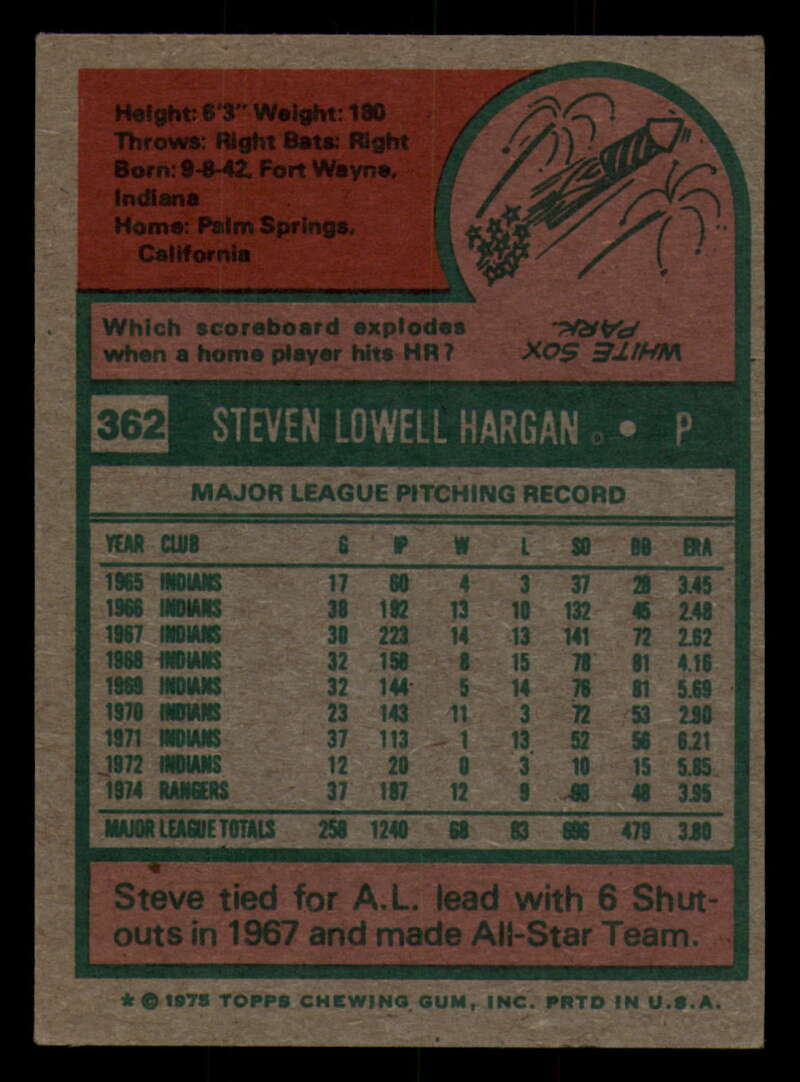 Height: 6'3" Weight: 180
Throws: Right Bats: Right
Born: 9-8-42, Fort Wayne,
Indiana
Home: Palm Springs,
California
Which scoreboard explodes
when a home player hits HR?
WHITE SOX
PARK.
362 STEVEN LOWELL HARGAN • P
MAJOR LEAGUE PITCHING RECORD
YEAR CLUB G IP W L SO BB ERA
1965 INDIANS 17 60 4 3 37 28 3.45
1966 INDIANS 38 192 13 10 132 45 2.48
1967 INDIANS 30 223 14 13 141 72 2.62
1968 INDIANS 32 158 8 15 78 81 4.16
1969 INDIANS 32 144 5 14 76 81 5.69
1970 INDIANS 23 143 11 3 72 53 2.90
1971 INDIANS 37 113 1 13 52 56 6.21
1972 INDIANS 12 20 0 3 10 15 5.85
1974 RANGERS 37 187 12 9 98 48 3.95
MAJOR LEAGUE TOTALS 258 1240 68 83 696 479 3.80
Steve tied for A.L. lead with 6 Shut-
outs in 1967 and made All-Star Team.
* © 1975 TOPPS CHEWING GUM, INC. PRTD IN U.S.A.